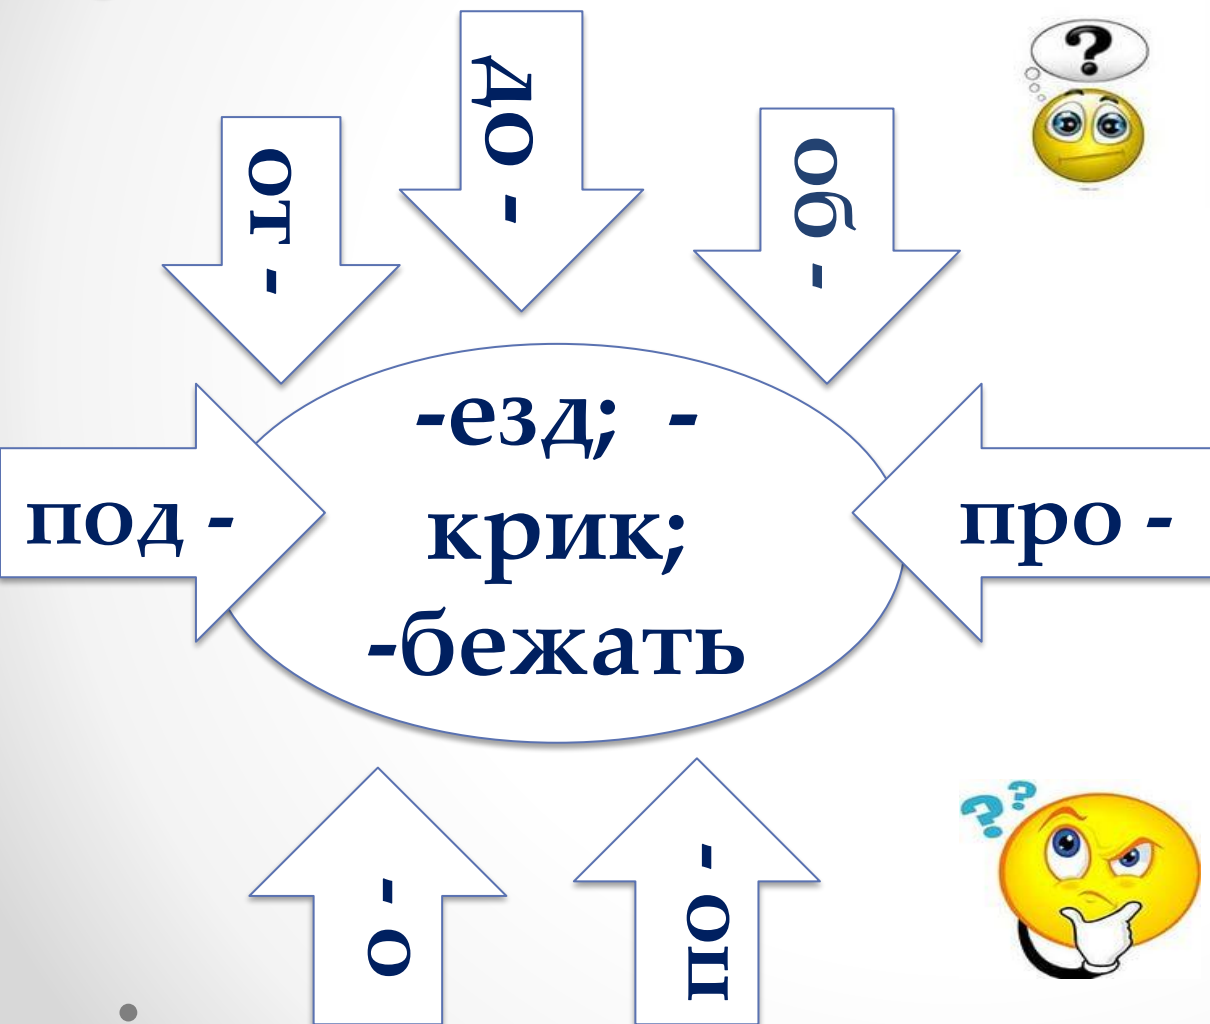 ?
до -
от -
об -
-езд; -
крик;
-бежать
под -
про -
о -
по -
? ?